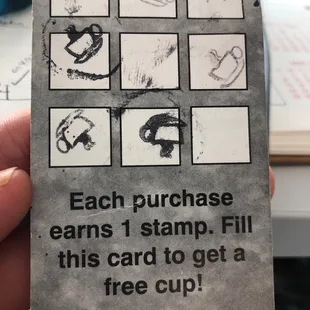 Each purchase
earns 1 stamp. Fill
this card to get a
free cup!